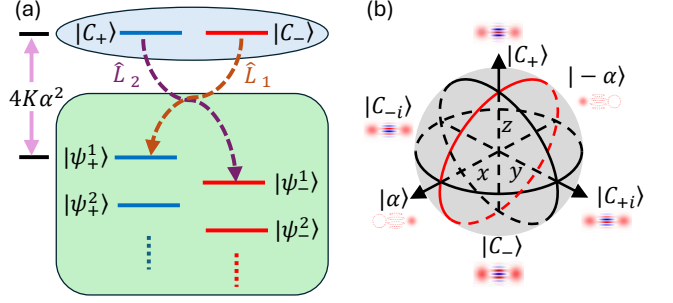 (a)
|C₊⟩
|C₋⟩
L̂ ₂
L̂ ₁
4Kα²
|ψ₊¹⟩
|ψ₋¹⟩
|ψ₊²⟩
|ψ₋²⟩
(b)
|C₊⟩
|−α⟩
|C₋ᵢ⟩
z
x y
|α⟩
|C₊ᵢ⟩
|C₋⟩